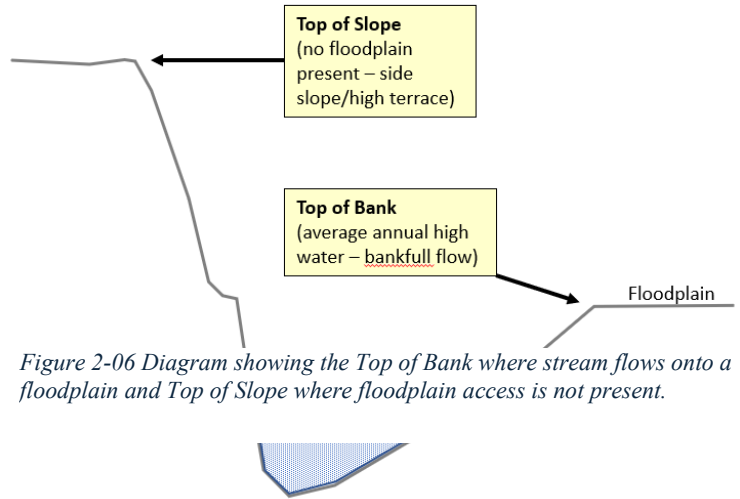 Top of Slope
(no floodplain
present – side
slope/high terrace)
Top of Bank
(average annual high
water – bankfull flow)
Floodplain
Figure 2-06 Diagram showing the Top of Bank where stream flows onto a
floodplain and Top of Slope where floodplain access is not present.